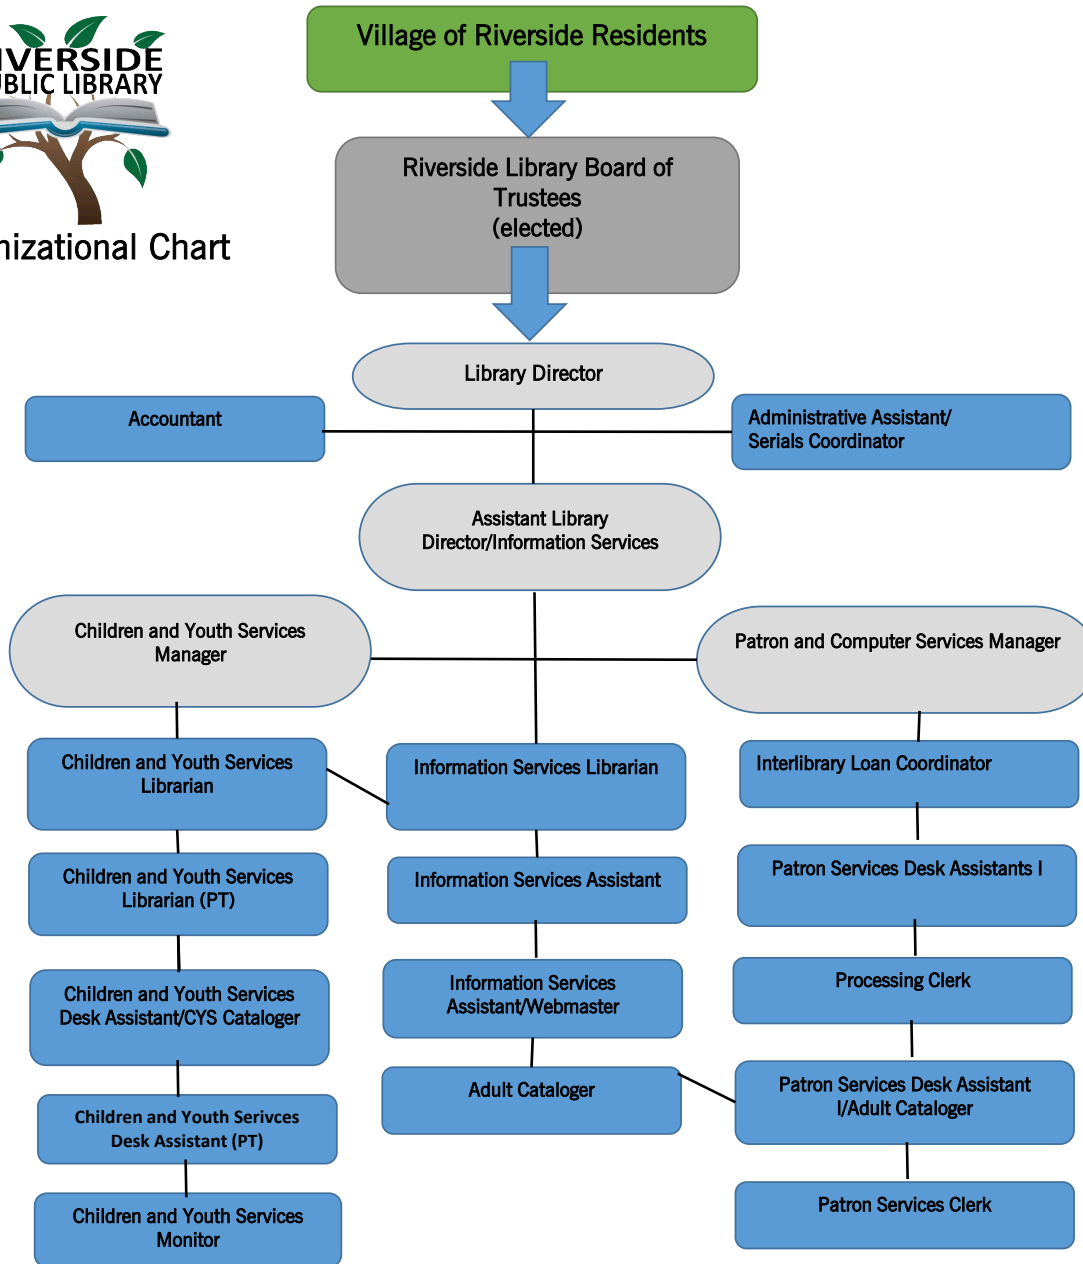 IVERSIDE
UBLIC LIBRARY
nizational Chart
Village of Riverside Residents
Riverside Library Board of
Trustees
(elected)
Library Director
Accountant
Administrative Assistant/
Serials Coordinator
Assistant Library
Director/Information Services
Children and Youth Services
Manager
Patron and Computer Services Manager
Children and Youth Services
Librarian
Information Services Librarian
Interlibrary Loan Coordinator
Children and Youth Services
Librarian (PT)
Information Services Assistant
Patron Services Desk Assistants I
Children and Youth Services
Desk Assistant/CYS Cataloger
Information Services
Assistant/Webmaster
Processing Clerk
Children and Youth Serivces
Desk Assistant (PT)
Adult Cataloger
Patron Services Desk Assistant
I/Adult Cataloger
Children and Youth Services
Monitor
Patron Services Clerk